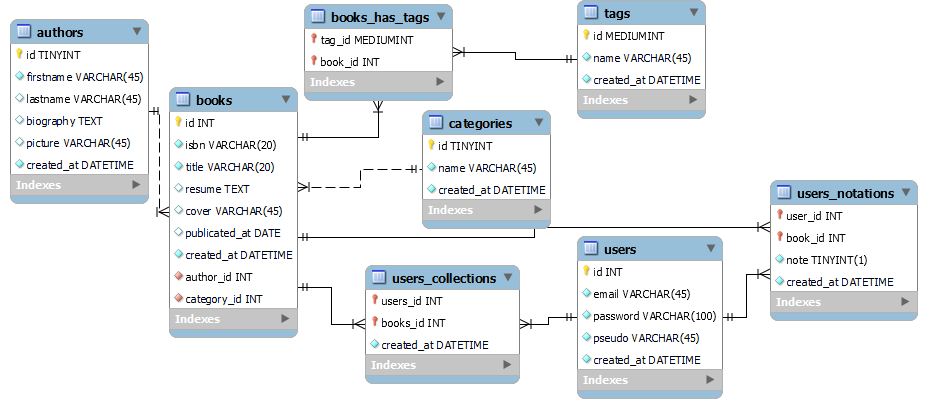 authors
id TINYINT
firstname VARCHAR(45)
lastname VARCHAR(45)
biography TEXT
picture VARCHAR(45)
created_at DATETIME
Indexes
books
id INT
isbn VARCHAR(20)
title VARCHAR(20)
resume TEXT
cover VARCHAR(45)
publicated_at DATE
created_at DATETIME
author_id INT
category_id INT
Indexes
books_has_tags
tag_id MEDIUMINT
book_id INT
Indexes
tags
id MEDIUMINT
name VARCHAR(45)
created_at DATETIME
Indexes
categories
id TINYINT
name VARCHAR(45)
created_at DATETIME
Indexes
users_collections
users_id INT
books_id INT
created_at DATETIME
Indexes
users
id INT
email VARCHAR(45)
password VARCHAR(100)
pseudo VARCHAR(45)
created_at DATETIME
Indexes
users_notations
user_id INT
book_id INT
note TINYINT(1)
created_at DATETIME
Indexes